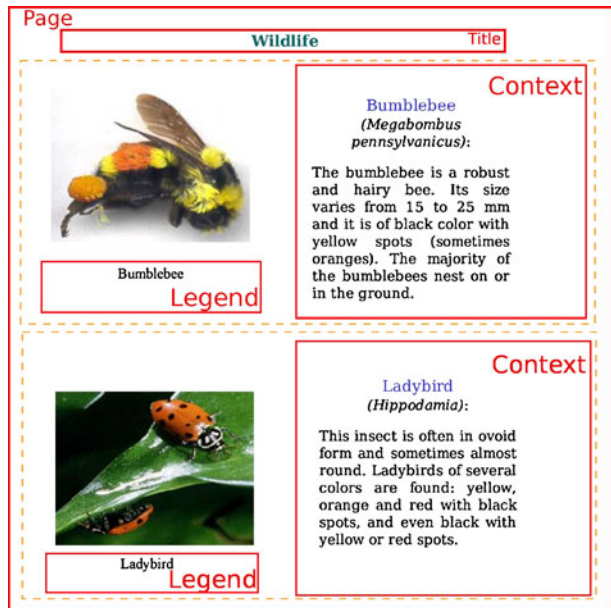 Page
Wildlife
Title
Context
Bumblebee
(Megabombus
pennsylvanicus):
The bumblebee is a robust
and hairy bee. Its size
varies from 15 to 25 mm
and it is of black color with
yellow spots (sometimes
oranges). The majority of
the bumblebees nest on or
in the ground.
Bumblebee
Legend
Context
Ladybird
(Hippodamia):
This insect is often in ovoid
form and sometimes almost
round. Ladybirds of several
colors are found: yellow,
orange and red with black
spots, and even black with
yellow or red spots.
Ladybird
Legend